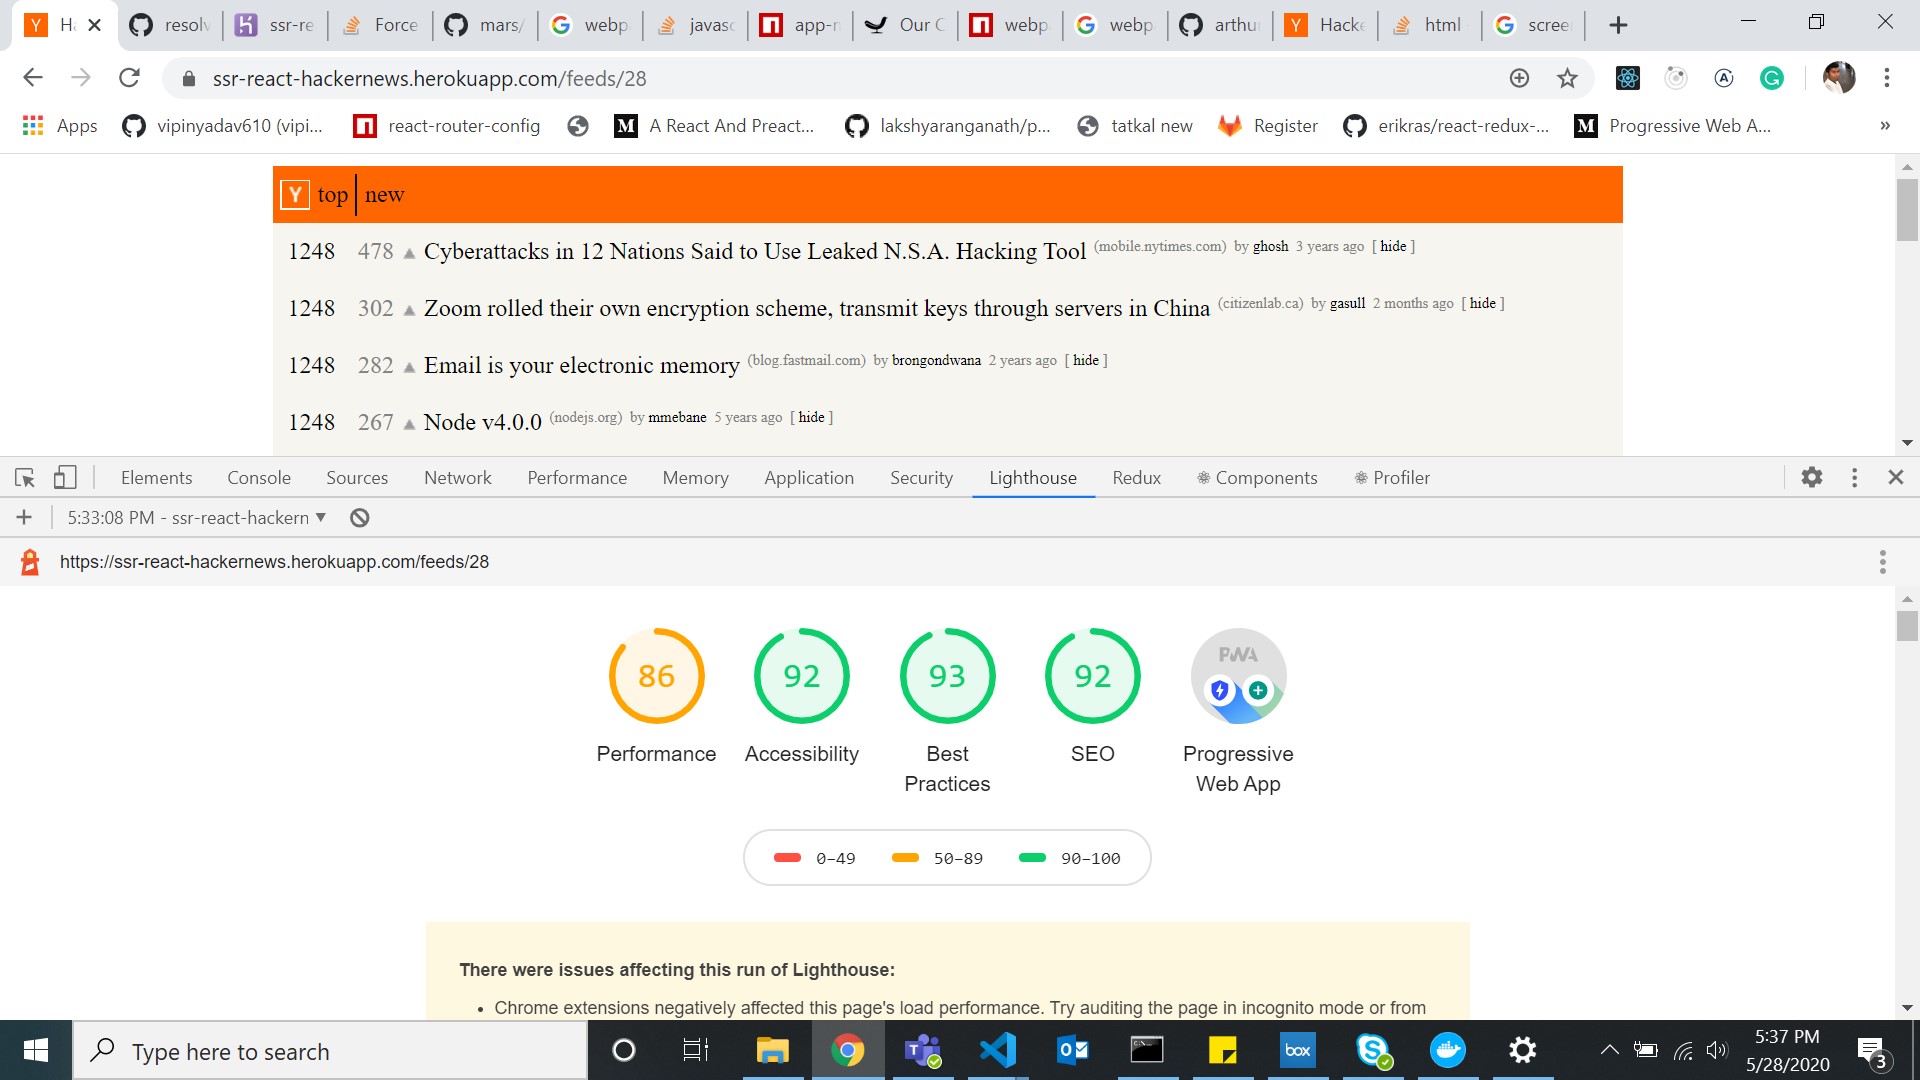 Ha
resolv
ssr-re
Force
mars/
webp
javasc
app-n
Our C
webp
webp
arthu
Hacke
html
scree
ssr-react-hackernews.herokuapp.com/feeds/28
Apps
vipinyadav610 (vipi...
react-router-config
A React And Preact...
lakshyaranganath/p...
tatkal new
Register
erikras/react-redux-...
Progressive Web A...
»
Y top new
1248 478 ▲ Cyberattacks in 12 Nations Said to Use Leaked N.S.A. Hacking Tool (mobile.nytimes.com) by ghosh 3 years ago [ hide ]
1248 302 ▲ Zoom rolled their own encryption scheme, transmit keys through servers in China (citizenlab.ca) by gasull 2 months ago [ hide ]
1248 282 ▲ Email is your electronic memory (blog.fastmail.com) by brongondwana 2 years ago [ hide ]
1248 267 ▲ Node v4.0.0 (nodejs.org) by mmebane 5 years ago [ hide ]
Elements Console Sources Network Performance Memory Application Security Lighthouse Redux ⚛ Components ⚛ Profiler
5:33:08 PM - ssr-react-hackern ▼
https://ssr-react-hackernews.herokuapp.com/feeds/28
86 92 93 92 PWA
Performance Accessibility Best Practices SEO Progressive Web App
0–49 50–89 90–100
There were issues affecting this run of Lighthouse:
• Chrome extensions negatively affected this page's load performance. Try auditing the page in incognito mode or from
Type here to search
box
5:37 PM
5/28/2020
3